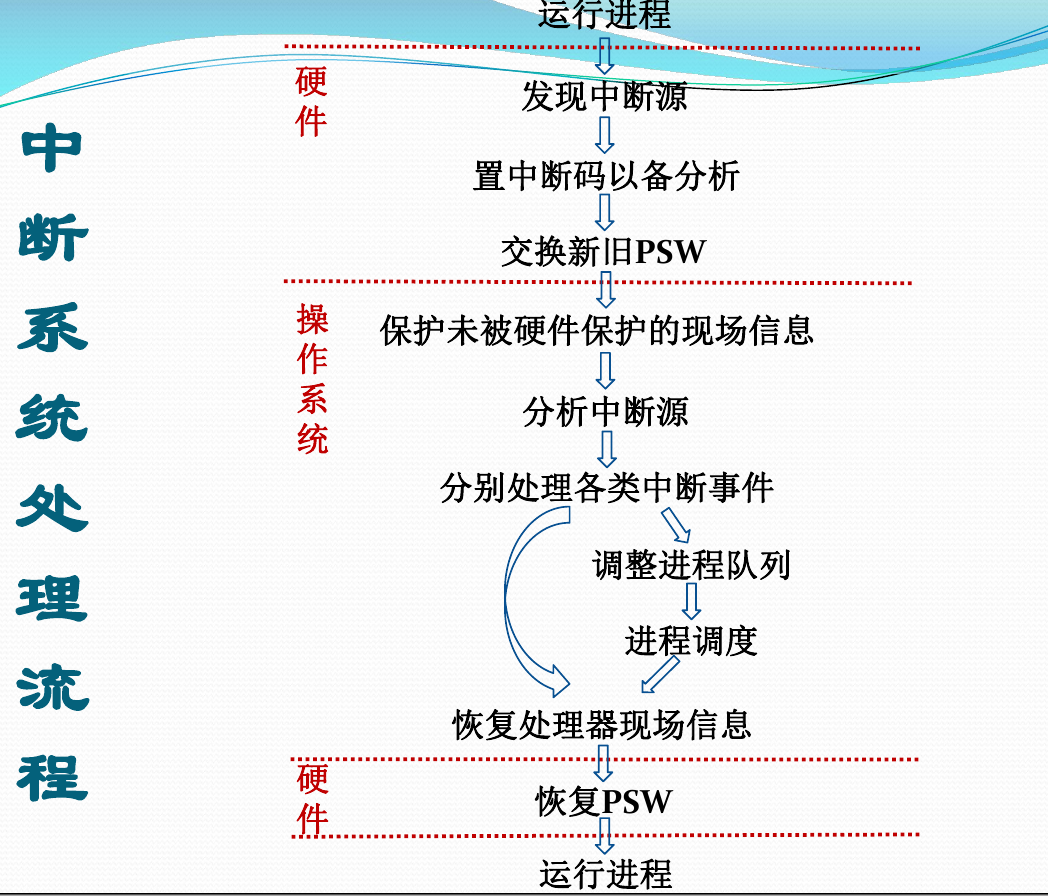 中断系统处理流程
运行进程
硬件
发现中断源
置中断码以备分析
交换新旧PSW
操作系统
保护未被硬件保护的现场信息
分析中断源
分别处理各类中断事件
调整进程队列
进程调度
恢复处理器现场信息
硬件
恢复PSW
运行进程